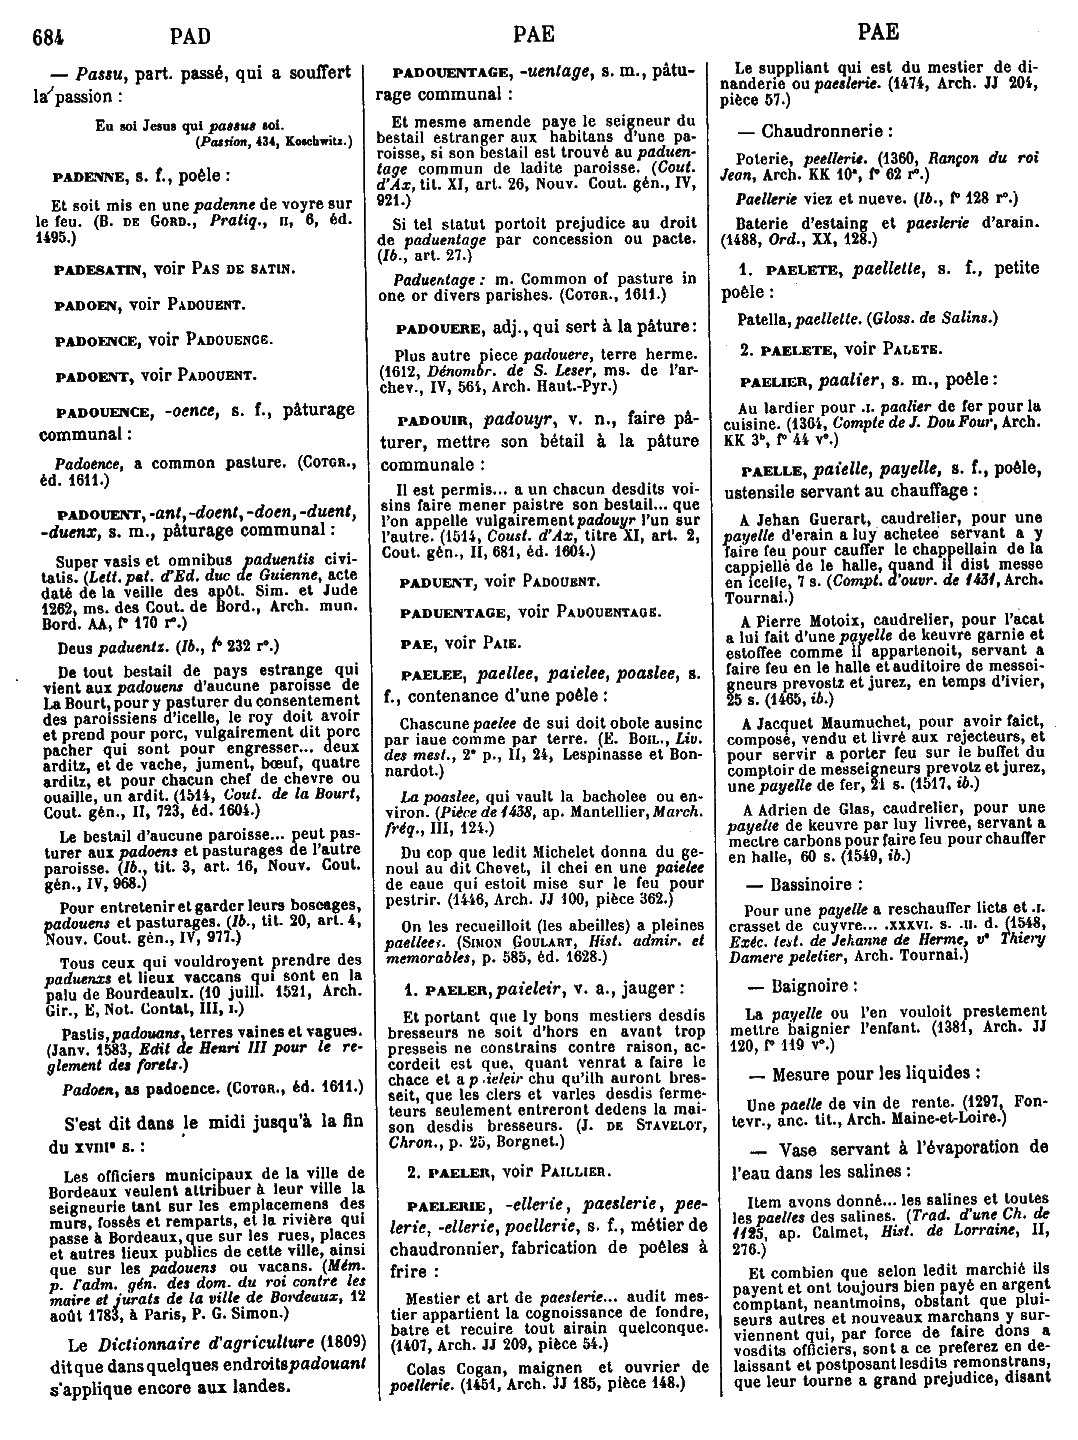 684 PAD PAE PAE
— Passu, part. passé, qui a souffert
la passion :
Eu soi Jesus qui passus soi.
(Passion, 434, Koschwitz.)
PADENNE, s. f., poêle :
Et soit mis en une padenne de voyre sur
le feu. (B. DE GORD., Pratiq., II, 6, éd.
1495.)
PADESATIN, voir PAS DE SATIN.
PADOEN, voir PADOUENT.
PADOENCE, voir PADOUENCE.
PADOENT, voir PADOUENT.
PADOUENCE, -oence, s. f., pâturage
communal :
Padoence, a common pasture. (COTGR.,
éd. 1611.)
PADOUENT, -ant, -doent, -doen, -duent,
-duenx, s. m., pâturage communal :
Super vasis et omnibus paduentis civi-
tatis. (Lett. pat. d'Ed. duc de Guienne, acte
daté de la veille des apôt. Sim. et Jude
1262, ms. des Cout. de Bord., Arch. mun.
Bord. AA, f° 170 r°.)
Deus paduentz. (Ib., f° 232 r°.)
De tout bestail de pays estrange qui
vient aux padouens d'aucune paroisse de
La Bourt, pour y pasturer du consentement
des paroissiens d'icelle, le roy doit avoir
et prend pour porc, vulgairement dit porc
pacher qui sont pour engresser... deux
arditz, et de vache, jument, bœuf, quatre
arditz, et pour chacun chef de chevre ou
ouaille, un ardit. (1514, Cout. de la Bourt,
Cout. gén., II, 723, éd. 1604.)
Le bestail d'aucune paroisse... peut pas-
turer aux padoens et pasturages de l'autre
paroisse. (Ib., tit. 3, art. 16, Nouv. Cout.
gén., IV, 968.)
Pour entretenir et garder leurs boscages,
padouens et pasturages. (Ib., tit. 20, art. 4,
Nouv. Cout. gén., IV, 977.)
Tous ceux qui vouldroyent prendre des
paduenxs et lieux vaccans qui sont en la
palu de Bourdeaulx. (10 juill. 1521, Arch.
Gir., E, Not. Contat, III, I.)
Pastis, padouans, terres vaines et vagues.
(Janv. 1583, Edit de Henri III pour le re-
glement des forets.)
Padoen, as padoence. (COTGR., éd. 1611.)
S'est dit dans le midi jusqu'à la fin
du XVIII° s. :
Les officiers municipaux de la ville de
Bordeaux veulent attribuer à leur ville la
seigneurie tant sur les emplacemens des
murs, fossés et remparts, et la rivière qui
passe à Bordeaux, que sur les rues, places
et autres lieux publics de cette ville, ainsi
que sur les padouens ou vacans. (Mém.
p. l'adm. gén. des dom. du roi contre les
maire et jurats de la ville de Bordeaux, 12
août 1783, à Paris, P. G. Simon.)
Le Dictionnaire d'agriculture (1809)
dit que dans quelques endroits padouant
s'applique encore aux landes.
PADOUENTAGE, -uentage, s. m., pâtu-
rage communal :
Et mesme amende paye le seigneur du
bestail estranger aux habitans d'une pa-
roisse, si son bestail est trouvé au paduen-
tage commun de ladite paroisse. (Cout.
d'Ax, tit. XI, art. 26, Nouv. Cout. gén., IV,
921.)
Si tel statut portoit prejudice au droit
de paduentage par concession ou pacte.
(Ib., art. 27.)
Paduentage : m. Common of pasture in
one or divers parishes. (COTGR., 1611.)
PADOUERE, adj., qui sert à la pâture :
Plus autre piece padouere, terre herme.
(1612, Dénombr. de S. Leser, ms. de l'ar-
chev., IV, 564, Arch. Haut.-Pyr.)
PADOUIR, padouyr, v. n., faire pâ-
turer, mettre son bétail à la pâture
communale :
Il est permis... a un chacun desdits voi-
sins faire mener paistre son bestail... que
l'on appelle vulgairement padouyr l'un sur
l'autre. (1514, Coust. d'Ax, titre XI, art. 2,
Cout. gén., II, 681, éd. 1604.)
PADUENT, voir PADOUENT.
PADUENTAGE, voir PADOUENTAGE.
PAE, voir PAIE.
PAELEE, paellee, paielee, poaslee, s.
f., contenance d'une poêle :
Chascune paelee de sui doit obole ausinc
par iaue comme par terre. (E. BOIL., Liv.
des mest., 2° p., II, 24, Lespinasse et Bon-
nardot.)
La poaslee, qui vault la bacholee ou en-
viron. (Pièce de 1438, ap. Mantellier, March.
fréq., III, 124.)
Du cop que ledit Michelet donna du ge-
noul au dit Chevet, il chei en une paielee
de eaue qui estoit mise sur le feu pour
pestrir. (1446, Arch. JJ 100, pièce 362.)
On les recueilloit (les abeilles) a pleines
paellees. (SIMON GOULART, Hist. admir. et
memorables, p. 585, éd. 1628.)
1. PAELER, paieleir, v. a., jauger :
Et portant que ly bons mestiers desdis
bresseurs ne soit d'hors en avant trop
presseis ne constrains contre raison, ac-
cordeit est que, quant venrat a faire le
chace et a p .ieleir chu qu'ilh auront bres-
seit, que les clers et varles desdis ferme-
teurs seulement entreront dedens la mai-
son desdis bresseurs. (J. DE STAVELOT,
Chron., p. 25, Borgnet.)
2. PAELER, voir PAILLIER.
PAELERIE, -ellerie, paeslerie, pee-
lerie, -ellerie, poellerie, s. f., métier de
chaudronnier, fabrication de poêles à
frire :
Mestier et art de paeslerie... audit mes-
tier appartient la cognoissance de fondre,
batre et recuire tout airain quelconque.
(1407, Arch. JJ 209, pièce 54.)
Colas Cogan, maignen et ouvrier de
poellerie. (1451, Arch. JJ 185, pièce 148.)
Le suppliant qui est du mestier de di-
nanderie ou paeslerie. (1474, Arch. JJ 204,
pièce 57.)
— Chaudronnerie :
Poterie, peellerie. (1360, Rançon du roi
Jean, Arch. KK 10ª, f° 62 r°.)
Paellerie viez et nueve. (Ib., f° 128 r°.)
Baterie d'estaing et paeslerie d'arain.
(1488, Ord., XX, 128.)
1. PAELETE, paellette, s. f., petite
poêle :
Patella, paellette. (Gloss. de Salins.)
2. PAELETE, voir PALETE.
PAELIER, paalier, s. m., poêle :
Au lardier pour .I. paalier de fer pour la
cuisine. (1364, Compte de J. Dou Four, Arch.
KK 3ᵇ, f° 44 v°.)
PAELLE, paielle, payelle, s. f., poêle,
ustensile servant au chauffage :
A Jehan Guerart, caudrelier, pour une
payelle d'erain a luy achetee servant a y
faire feu pour cauffer le chappellain de la
cappielle de le halle, quand il dist messe
en icelle, 7 s. (Compt. d'ouvr. de 1431, Arch.
Tournai.)
A Pierre Motoix, caudrelier, pour l'acat
a lui fait d'une payelle de keuvre garnie et
estoffee comme il appartenoit, servant a
faire feu en le halle et auditoire de messei-
gneurs prevostz et jurez, en temps d'ivier,
25 s. (1465, ib.)
A Jacquet Maumuchet, pour avoir faict,
composé, vendu et livré aux rejecteurs, et
pour servir a porter feu sur le buffet du
comptoir de messeigneurs prevotz et jurez,
une payelle de fer, 21 s. (1517, ib.)
A Adrien de Glas, caudrelier, pour une
payelle de keuvre par luy livree, servant a
mectre carbons pour faire feu pour chauffer
en halle, 60 s. (1549, ib.)
— Bassinoire :
Pour une payelle a reschauffer licts et .I.
crasset de cuyvre... .XXXVI. s. .II. d. (1548,
Exéc. test. de Jehanne de Herme, vᵉ Thiery
Damere peletier, Arch. Tournai.)
— Baignoire :
La payelle ou l'en vouloit prestement
mettre baignier l'enfant. (1381, Arch. JJ
120, f° 119 v°.)
— Mesure pour les liquides :
Une paelle de vin de rente. (1297, Fon-
tevr., anc. tit., Arch. Maine-et-Loire.)
— Vase servant à l'évaporation de
l'eau dans les salines :
Item avons donné... les salines et toutes
les paelles des salines. (Trad. d'une Ch. de
1125, ap. Calmet, Hist. de Lorraine, II,
276.)
Et combien que selon ledit marchié ils
payent et ont toujours bien payé en argent
comptant, neantmoins, obstant que plui-
seurs autres et nouveaux marchans y sur-
viennent qui, par force de faire dons a
vosdits officiers, sont a ce preferez en de-
laissant et postposant lesdits remonstrans,
que leur tourne a grand prejudice, disant